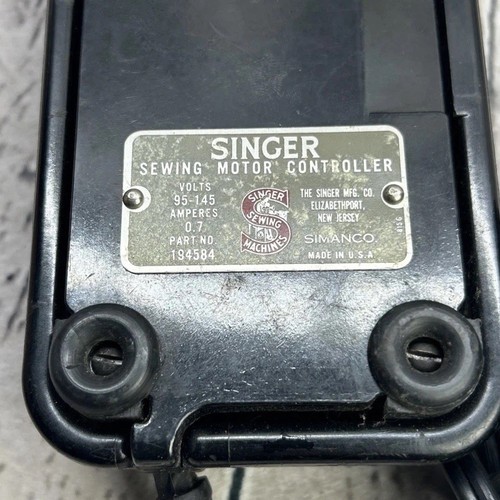 SINGER
SEWING MOTOR CONTROLLER
VOLTS
95-145
AMPERES
0.7
PART NO
194584
SINGER
SEWING
MACHINES
THE SINGER MFG. CO.
ELIZABETHPORT,
NEW JERSEY
SIMANCO.
MADE IN U.S.A